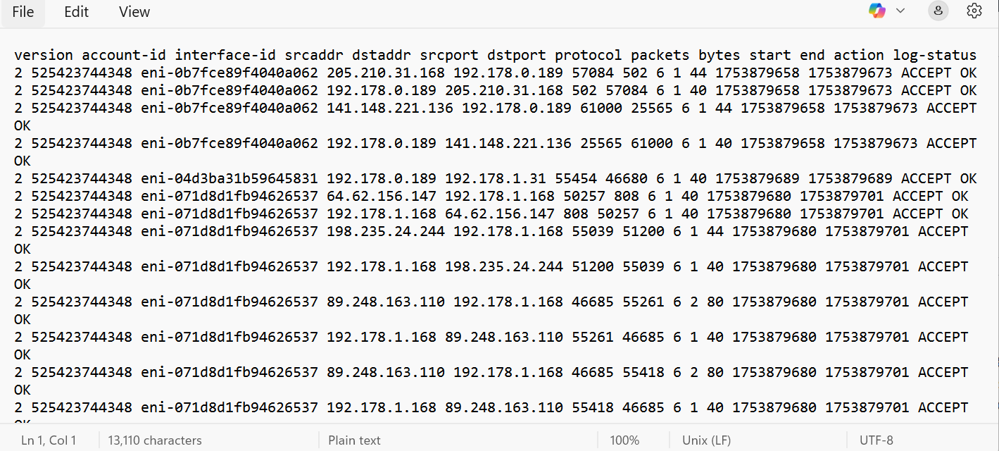 File Edit View
version account-id interface-id srcaddr dstaddr srcport dstport protocol packets bytes start end action log-status
2 525423744348 eni-0b7fce89f4040a062 205.210.31.168 192.178.0.189 57084 502 6 1 44 1753879658 1753879673 ACCEPT OK
2 525423744348 eni-0b7fce89f4040a062 192.178.0.189 205.210.31.168 502 57084 6 1 40 1753879658 1753879673 ACCEPT OK
2 525423744348 eni-0b7fce89f4040a062 141.148.221.136 192.178.0.189 61000 25565 6 1 44 1753879658 1753879673 ACCEPT
OK
2 525423744348 eni-0b7fce89f4040a062 192.178.0.189 141.148.221.136 25565 61000 6 1 40 1753879658 1753879673 ACCEPT
OK
2 525423744348 eni-04d3ba31b59645831 192.178.0.189 192.178.1.31 55454 46680 6 1 40 1753879689 1753879689 ACCEPT OK
2 525423744348 eni-071d8d1fb94626537 64.62.156.147 192.178.1.168 50257 808 6 1 40 1753879680 1753879701 ACCEPT OK
2 525423744348 eni-071d8d1fb94626537 192.178.1.168 64.62.156.147 808 50257 6 1 40 1753879680 1753879701 ACCEPT OK
2 525423744348 eni-071d8d1fb94626537 198.235.24.244 192.178.1.168 55039 51200 6 1 44 1753879680 1753879701 ACCEPT
OK
2 525423744348 eni-071d8d1fb94626537 192.178.1.168 198.235.24.244 51200 55039 6 1 40 1753879680 1753879701 ACCEPT
OK
2 525423744348 eni-071d8d1fb94626537 89.248.163.110 192.178.1.168 46685 55261 6 2 80 1753879680 1753879701 ACCEPT
OK
2 525423744348 eni-071d8d1fb94626537 192.178.1.168 89.248.163.110 55261 46685 6 1 40 1753879680 1753879701 ACCEPT
OK
2 525423744348 eni-071d8d1fb94626537 89.248.163.110 192.178.1.168 46685 55418 6 2 80 1753879680 1753879701 ACCEPT
OK
2 525423744348 eni-071d8d1fb94626537 192.178.1.168 89.248.163.110 55418 46685 6 1 40 1753879680 1753879701 ACCEPT
OK
Ln 1, Col 1 13,110 characters Plain text 100% Unix (LF) UTF-8